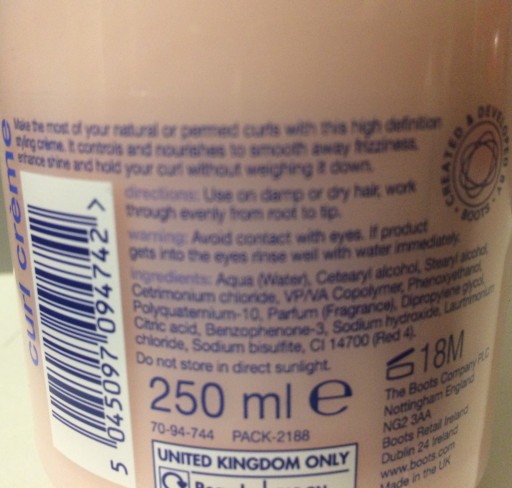 curl crème
Make the most of your natural or permed curls with this high definition
styling crème. It controls and nourishes to smooth away frizziness,
enhance shine and hold your curl without weighing it down.
CREATED & DEVELOPED BY
BOOTS
directions: Use on damp or dry hair, work
through evenly from root to tip.
warning: Avoid contact with eyes. If product
gets into the eyes rinse well with water immediately.
ingredients: Aqua (Water), Cetearyl alcohol, Stearyl alcohol,
Cetrimonium chloride, VP/VA Copolymer, Phenoxyethanol,
Polyquaternium-10, Parfum (Fragrance), Dipropylene glycol,
Citric acid, Benzophenone-3, Sodium hydroxide, Laurtrimonium
chloride, Sodium bisulfite, CI 14700 (Red 4).
Do not store in direct sunlight.
5 045097 094742 >
250 ml e
70-94-744 PACK-2188
UNITED KINGDOM ONLY
18M
The Boots Company PLC
Nottingham England
NG2 3AA
Boots Retail Ireland
Dublin 24 Ireland
www.boots.com
Made in the UK